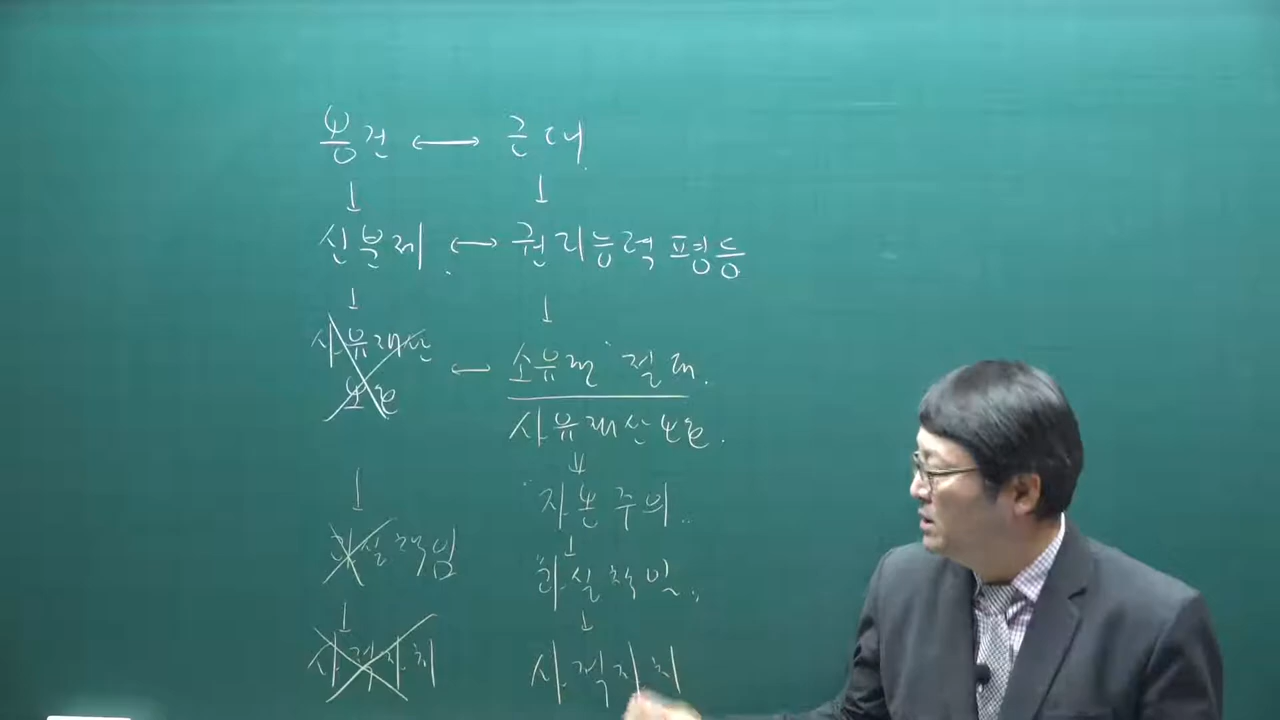 봉건 ↔ 근대
↓ ↓
신분제 ↔ 권리능력 평등
↓ ↓
사유재산 ↔ 소유권 절대
보호 사유재산 보호
↓ ↓
자본주의
↓
과실책임 과실책임
↓ ↓
사적자치 사적자치